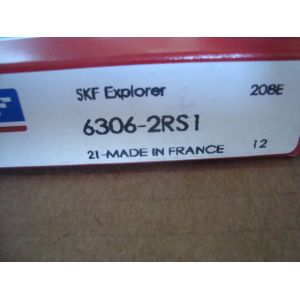 SKF Explorer 208E
6306-2RS1
21-MADE IN FRANCE 12